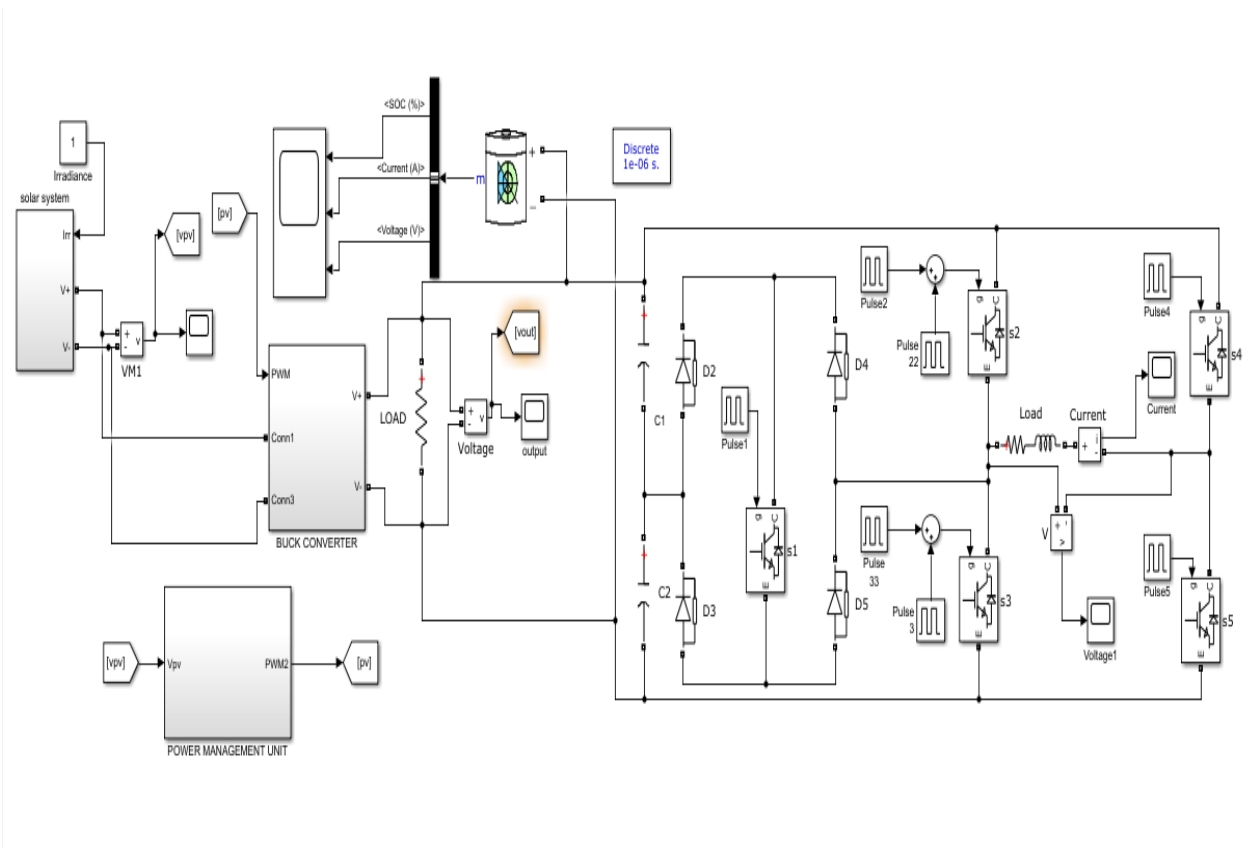 <SOC (%)>
<Current (A)>
<Voltage (V)>
m
+
−
Discrete
1e-06 s.
1
Irradiance
solar system
Irr
V+
V-
[vpv]
[pv]
+
-
v
VM1
PWM
Conn1
Conn3
V+
V-
BUCK CONVERTER
LOAD
+
[vout]
+
-
v
Voltage
output
+
C1
+
C2
D2
D3
D4
D5
Pulse1
g
C
E
s1
Pulse2
+
+
Pulse
22
g
C
E
s2
Pulse
33
+
+
Pulse
3
g
C
E
s3
Load
+
Current
+
i
-
Current
V
+
-
v
Voltage1
Pulse4
g
C
E
s4
Pulse5
g
C
E
s5
[vpv]
Vpv
PWM2
[pv]
POWER MANAGEMENT UNIT